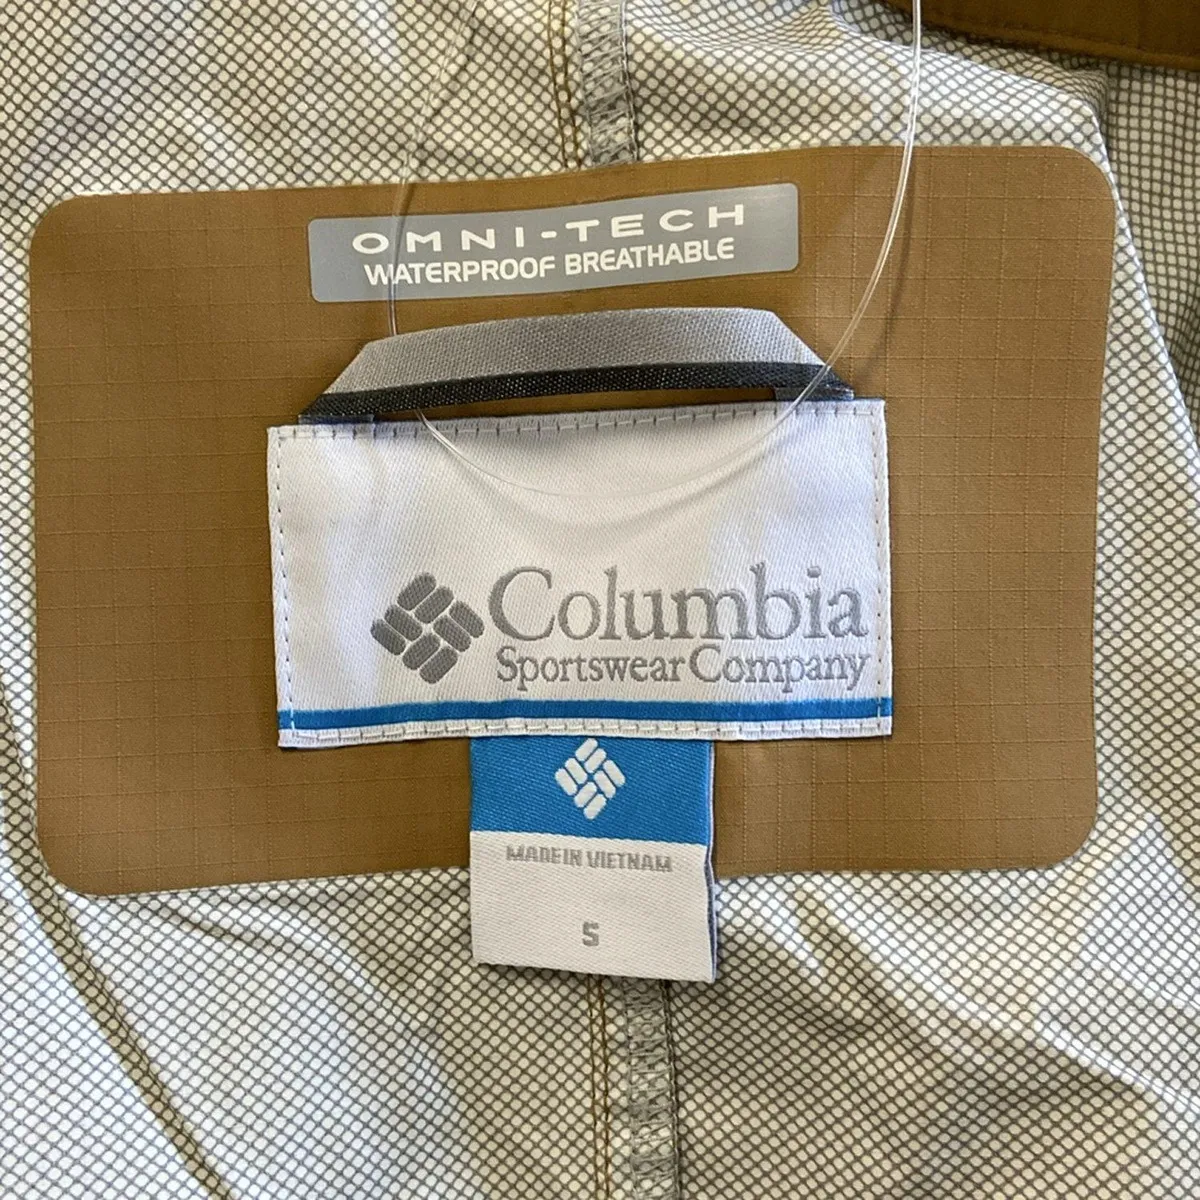 OMNI-TECH
WATERPROOF BREATHABLE
Columbia
Sportswear Company
MADE IN VIETNAM
S